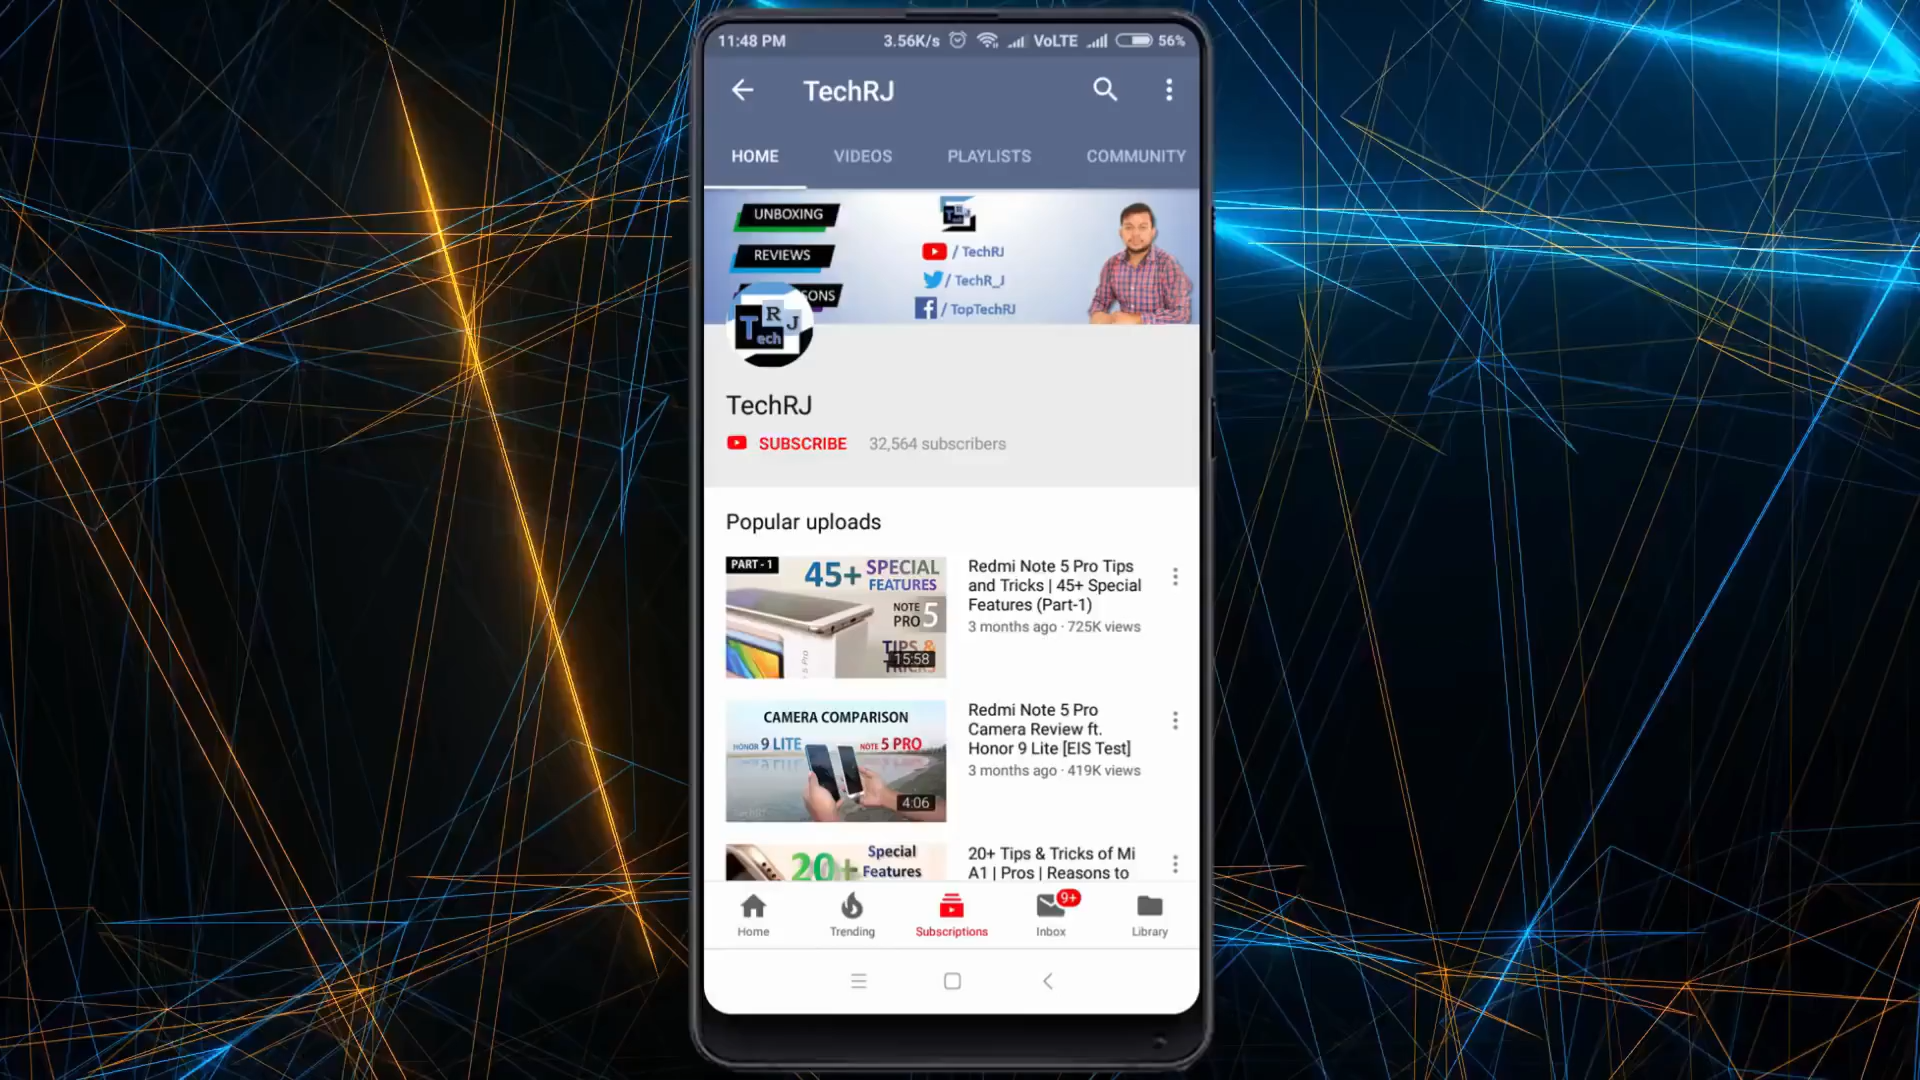 11:48 PM 3.56K/s VoLTE 56%
TechRJ
HOME VIDEOS PLAYLISTS COMMUNITY
UNBOXING
REVIEWS
SONS
/ TechRJ
/ TechR_J
/ TopTechRJ
T R J
ech
TechRJ
SUBSCRIBE 32,564 subscribers
Popular uploads
PART - 1
45+ SPECIAL
FEATURES
NOTE
PRO 5
TIPS &
15:58
5 Pro
Redmi Note 5 Pro Tips
and Tricks | 45+ Special
Features (Part-1)
3 months ago · 725K views
CAMERA COMPARISON
HONOR 9 LITE NOTE 5 PRO
4:06
Redmi Note 5 Pro
Camera Review ft.
Honor 9 Lite [EIS Test]
3 months ago · 419K views
20+ Special
Features
20+ Tips & Tricks of Mi
A1 | Pros | Reasons to
Home Trending Subscriptions Inbox 9+ Library